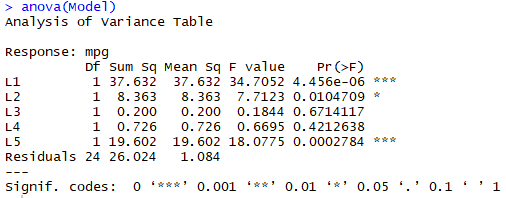 > anova(Model)
Analysis of Variance Table

Response: mpg
          Df Sum Sq Mean Sq F value    Pr(>F)
L1         1 37.632  37.632 34.7052 4.456e-06 ***
L2         1  8.363   8.363  7.7123 0.0104709 *
L3         1  0.200   0.200  0.1844 0.6714117
L4         1  0.726   0.726  0.6695 0.4212638
L5         1 19.602  19.602 18.0775 0.0002784 ***
Residuals 24 26.024   1.084
---
Signif. codes:  0 ‘***’ 0.001 ‘**’ 0.01 ‘*’ 0.05 ‘.’ 0.1 ‘ ’ 1